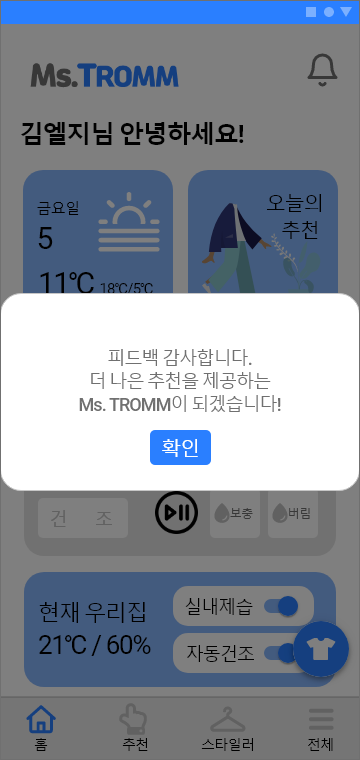 Ms.TROMM
김엘지님 안녕하세요!
금요일
5
11℃ 18℃/5℃
오늘의
추천
피드백 감사합니다.
더 나은 추천을 제공하는
Ms. TROMM이 되겠습니다!
확인
건 조
보충
버림
현재 우리집
21℃ / 60%
실내제습
자동건조
홈
추천
스타일러
전체